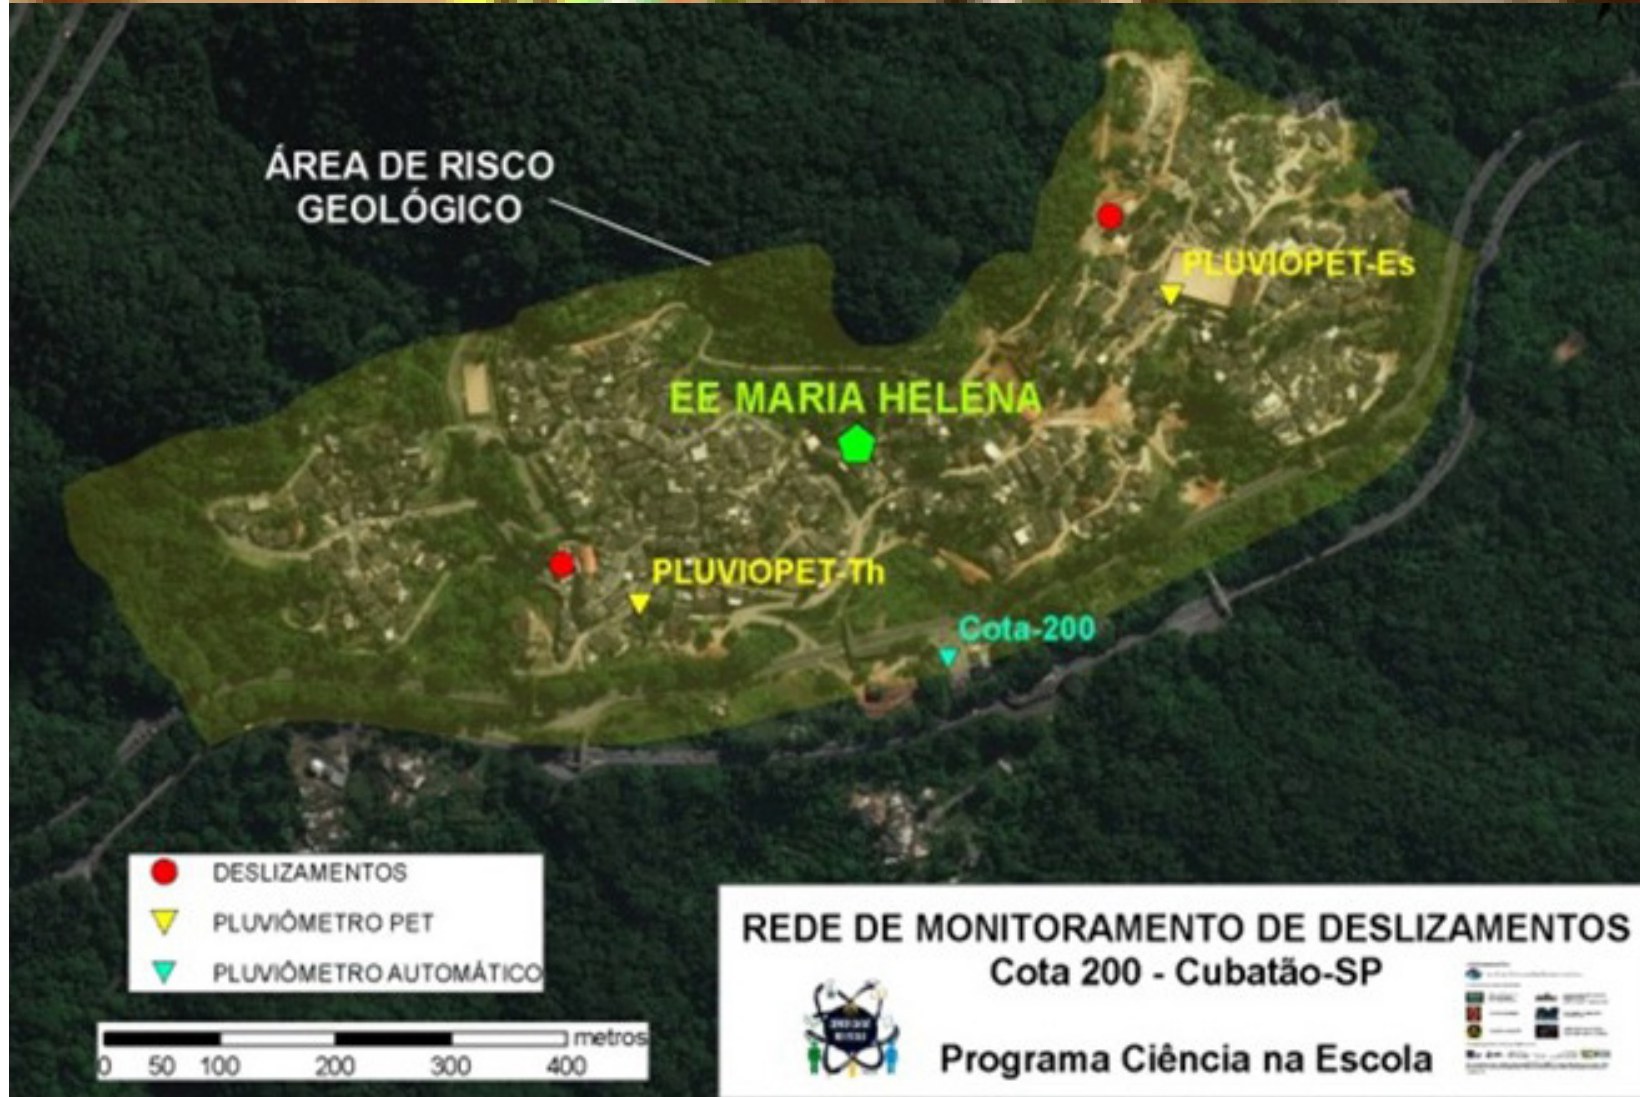 ÁREA DE RISCO
GEOLÓGICO
PLUVIOPET-Es
EE MARIA HELENA
PLUVIOPET-Th
Cota-200
DESLIZAMENTOS
PLUVIÔMETRO PET
PLUVIÔMETRO AUTOMÁTICO
metros
0 50 100 200 300 400
REDE DE MONITORAMENTO DE DESLIZAMENTOS
Cota 200 - Cubatão-SP
Programa Ciência na Escola